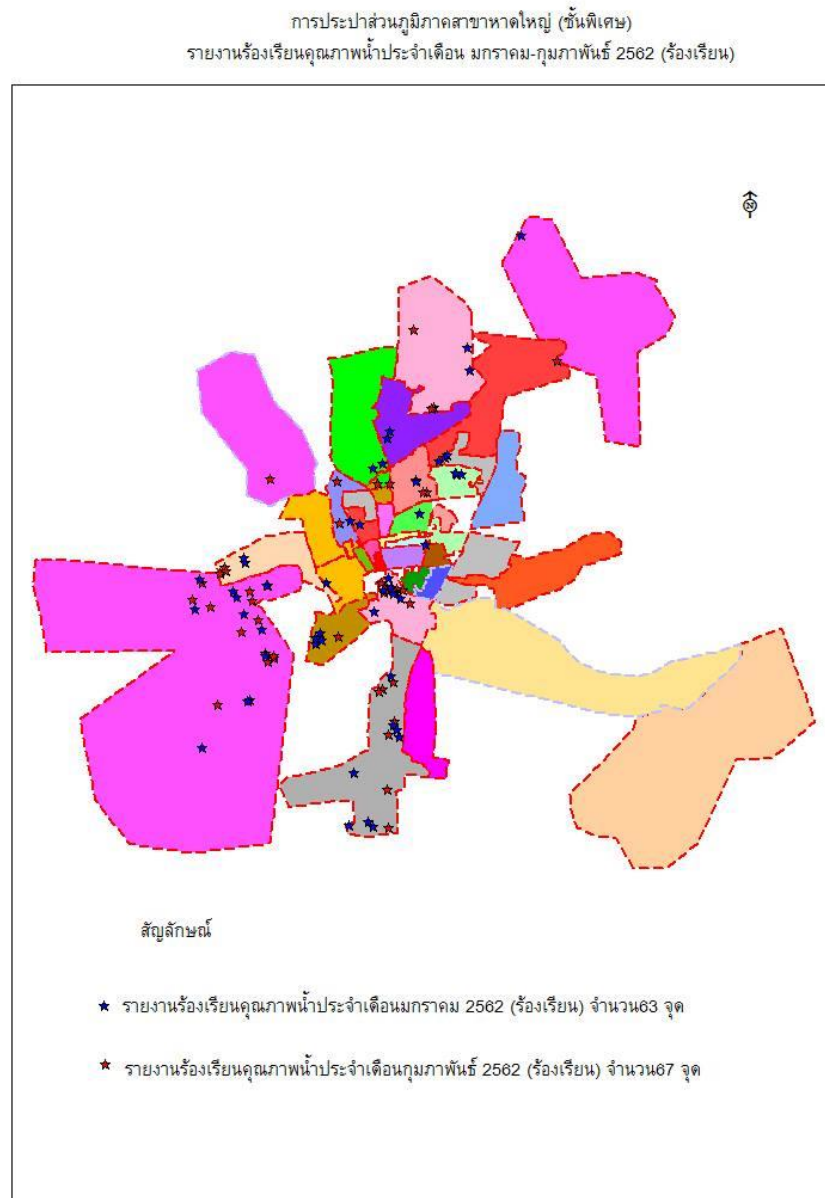 การประปาส่วนภูมิภาคสาขาหาดใหญ่ (ชั้นพิเศษ)
รายงานร้องเรียนคุณภาพน้ำประจำเดือน มกราคม-กุมภาพันธ์ 2562 (ร้องเรียน)
สัญลักษณ์
รายงานร้องเรียนคุณภาพน้ำประจำเดือนมกราคม 2562 (ร้องเรียน) จำนวน63 จุด
รายงานร้องเรียนคุณภาพน้ำประจำเดือนกุมภาพันธ์ 2562 (ร้องเรียน) จำนวน67 จุด